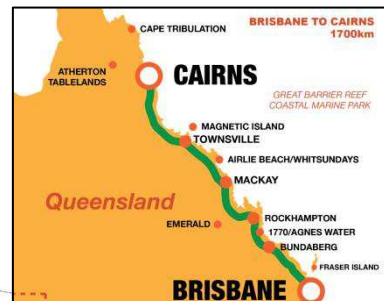 BRISBANE TO CAIRNS
1700km
CAPE TRIBULATION
ATHERTON
TABLELANDS
CAIRNS
GREAT BARRIER REEF
COASTAL MARINE PARK
MAGNETIC ISLAND
TOWNSVILLE
AIRLIE BEACH/WHITSUNDAYS
MACKAY
Queensland
EMERALD
ROCKHAMPTON
1770/AGNES WATER
BUNDABERG
FRASER ISLAND
BRISBANE